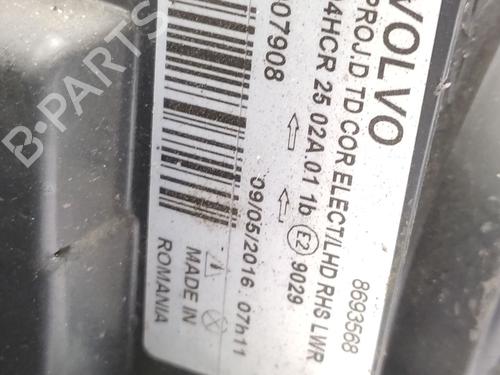 VOLVO
PROJ.D TD COR ELECT/LHD RHS LWR
8693568
4HCR 25 02A.01 1b E2 9029
07908
09/05/2016 07h11
MADE IN
ROMANIA